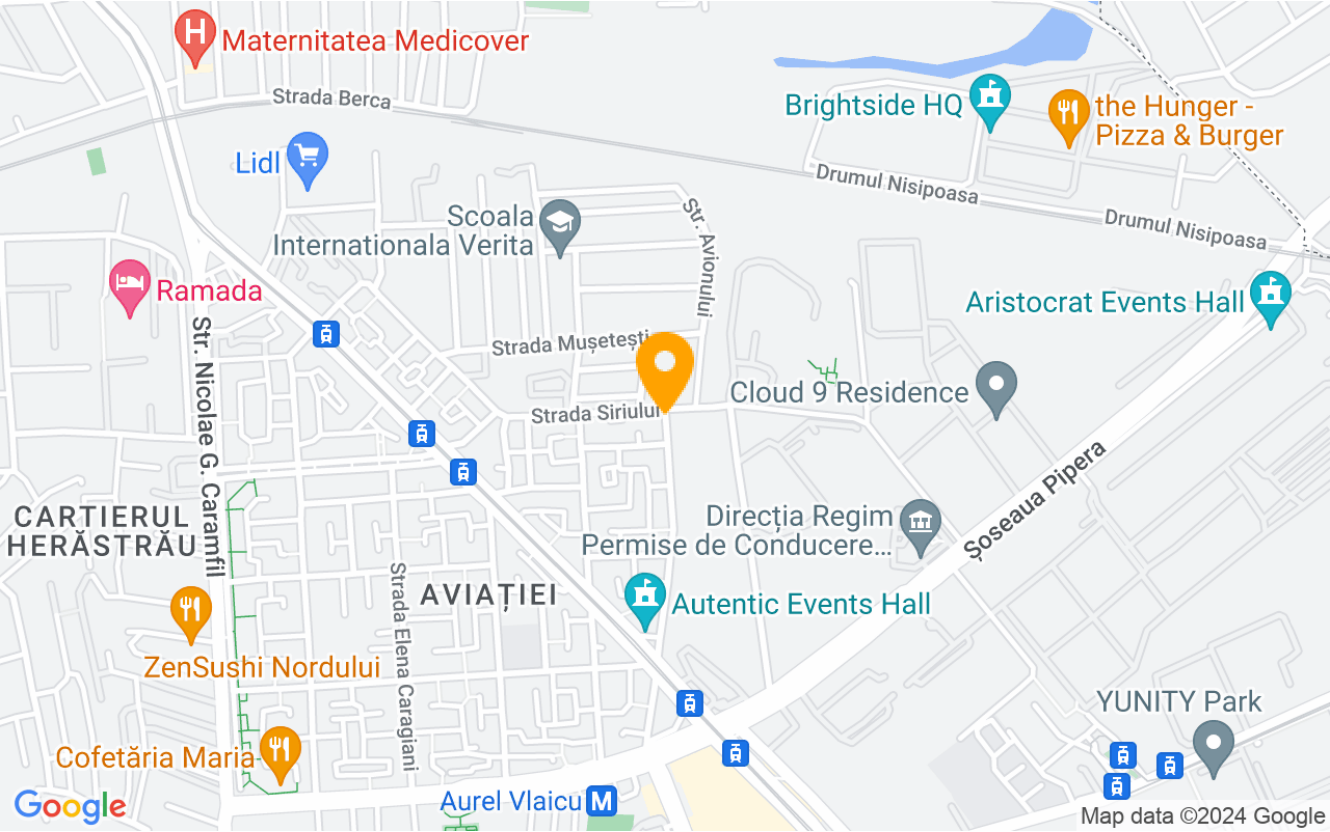 Maternitatea Medicover
Strada Berca
Brightside HQ
the Hunger -
Pizza & Burger
Lidl
Drumul Nisipoasa
Drumul Nisipoasa
Scoala
Internationala Verita
Str. Avionului
Ramada
Aristocrat Events Hall
Str. Nicolae G. Caramfil
Strada Mușetești
Cloud 9 Residence
Strada Siriului
Șoseaua Pipera
CARTIERUL
HERĂSTRĂU
Direcția Regim
Permise de Conducere...
Strada Elena Caragiani
AVIAȚIEI
Autentic Events Hall
ZenSushi Nordului
YUNITY Park
Cofetăria Maria
Aurel Vlaicu M
Google
Map data ©2024 Google